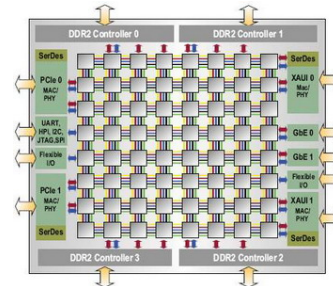 DDR2 Controller 0
DDR2 Controller 1
SerDes
PCIe 0
MAC/
PHY
UART,
HPI, I2C,
JTAG,SPI
Flexible
I/O
PCIe 1
MAC/
PHY
SerDes
SerDes
XAUI 0
Mac/
PHY
GbE 0
GbE 1
Flexible
I/O
XAUI 1
Mac/
PHY
SerDes
DDR2 Controller 3
DDR2 Controller 2